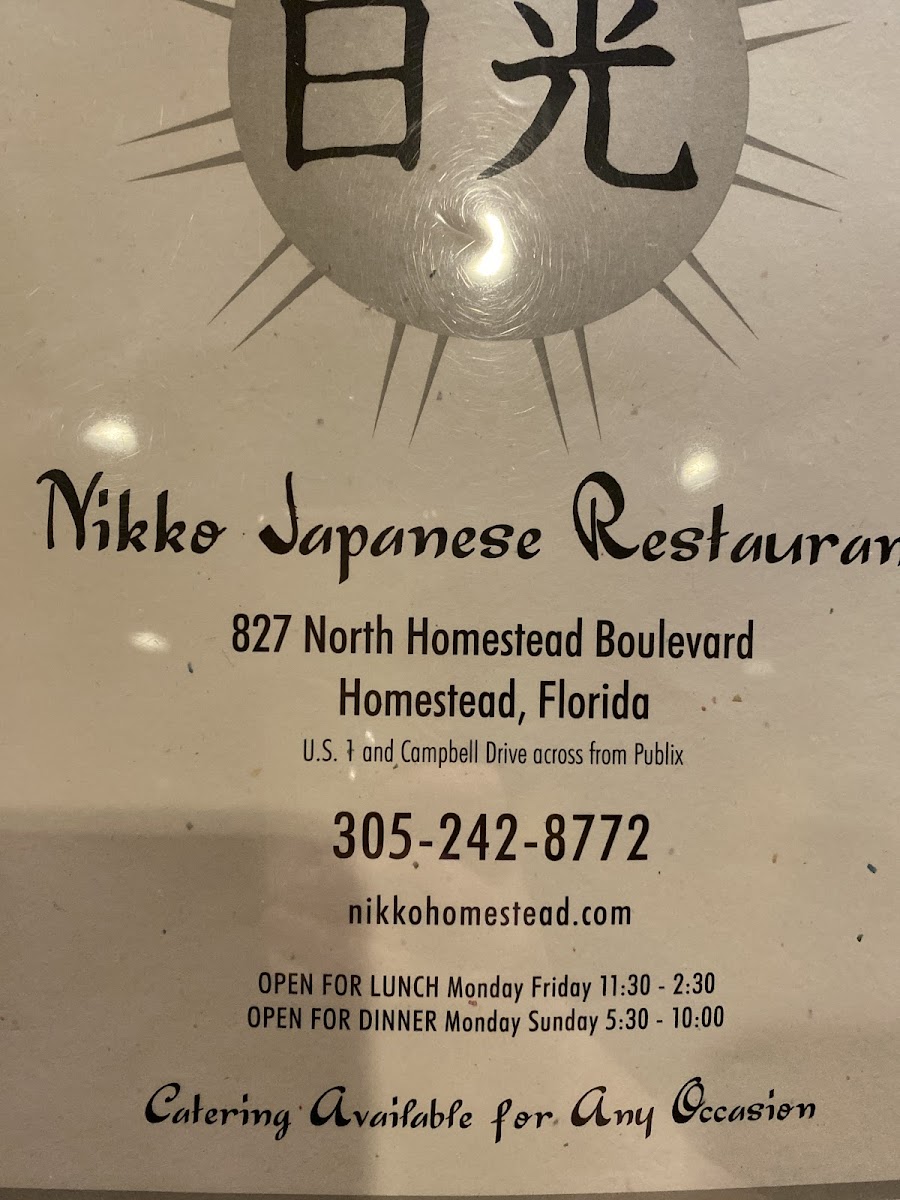 日光
Nikko Japanese Restauran
827 North Homestead Boulevard
Homestead, Florida
U.S. 1 and Campbell Drive across from Publix
305-242-8772
nikkohomestead.com
OPEN FOR LUNCH Monday Friday 11:30 - 2:30
OPEN FOR DINNER Monday Sunday 5:30 - 10:00
Catering Available for Any Occasion